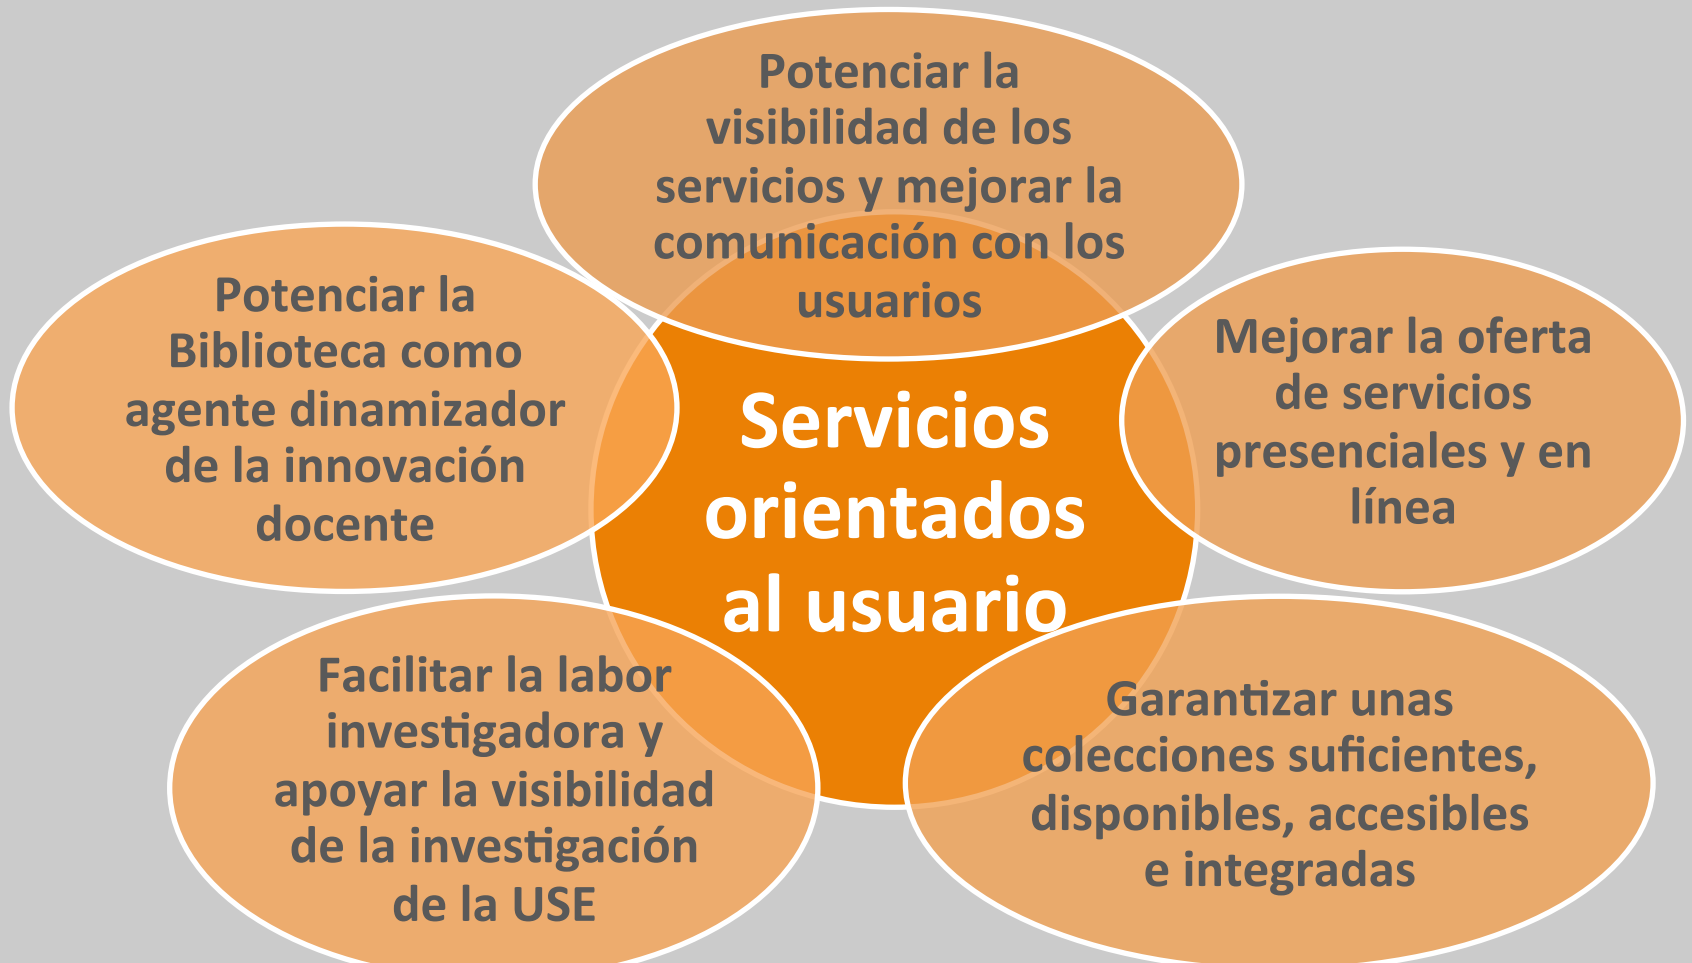 Potenciar la
visibilidad de los
servicios y mejorar la
comunicación con los
usuarios
Potenciar la
Biblioteca como
agente dinamizador
de la innovación
docente
Mejorar la oferta
de servicios
presenciales y en
línea
Servicios
orientados
al usuario
Facilitar la labor
investigadora y
apoyar la visibilidad
de la investigación
de la USE
Garantizar unas
colecciones suficientes,
disponibles, accesibles
e integradas